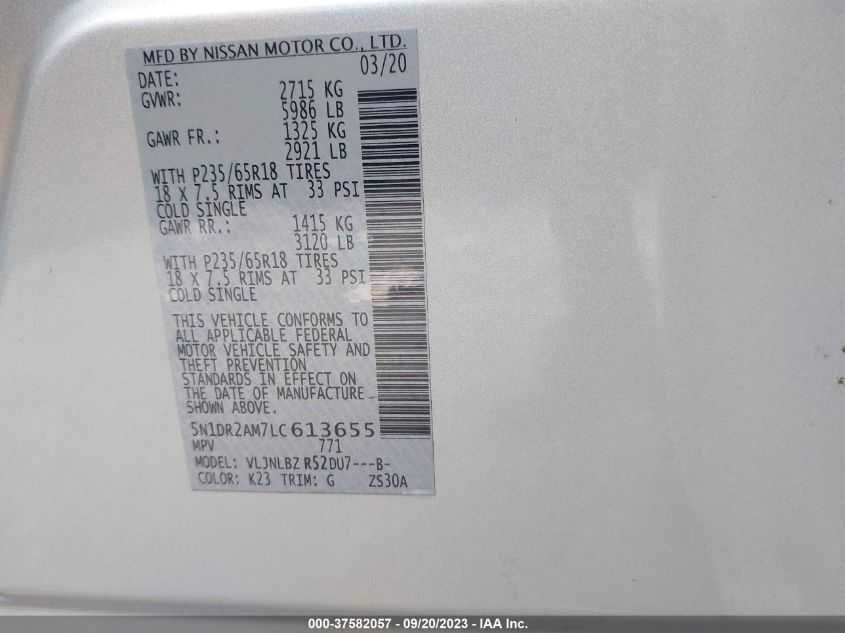 MFD BY NISSAN MOTOR CO., LTD.
DATE: 03/20
GVWR: 2715 KG
5986 LB
GAWR FR.: 1325 KG
2921 LB
WITH P235/65R18 TIRES
18 X 7.5 RIMS AT 33 PSI
COLD SINGLE
GAWR RR.: 1415 KG
3120 LB
WITH P235/65R18 TIRES
18 X 7.5 RIMS AT 33 PSI
COLD SINGLE
THIS VEHICLE CONFORMS TO
ALL APPLICABLE FEDERAL
MOTOR VEHICLE SAFETY AND
THEFT PREVENTION
STANDARDS IN EFFECT ON
THE DATE OF MANUFACTURE
SHOWN ABOVE.
5N1DR2AM7LC613655
MPV 771
MODEL: VLJNLBZ R52DU7---B-
COLOR: K23 TRIM: G ZS30A
000-37582057 - 09/20/2023 - IAA Inc.